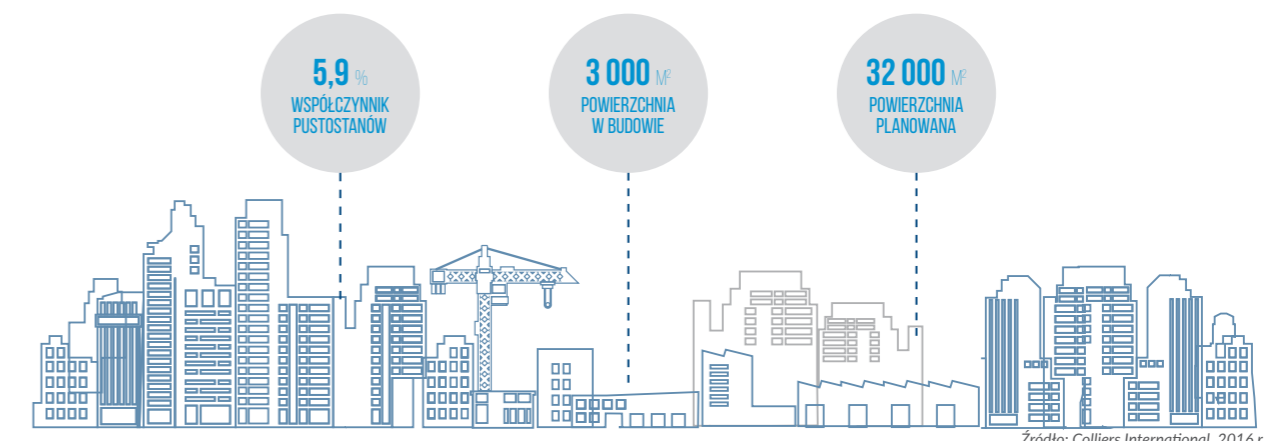 5,9 %
WSPÓŁCZYNNIK
PUSTOSTANÓW
3 000 M²
POWIERZCHNIA
W BUDOWIE
32 000 M²
POWIERZCHNIA
PLANOWANA
Źródło: Colliers International, 2016 r